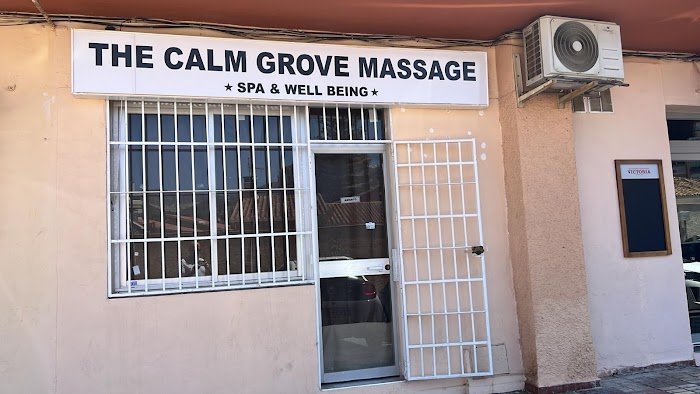 THE CALM GROVE MASSAGE
★ SPA & WELL BEING ★
VICTORIA